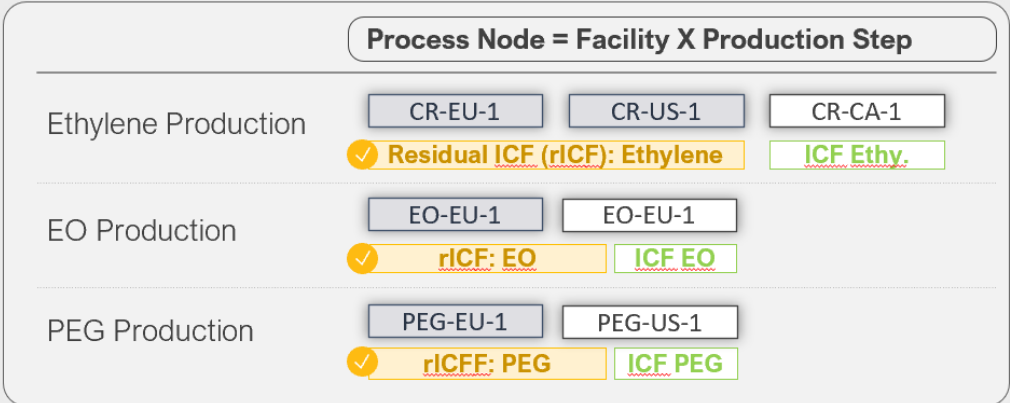 Process Node = Facility X Production Step
Ethylene Production
CR-EU-1 CR-US-1 CR-CA-1
Residual ICF (rICF): Ethylene ICF Ethy.
EO Production
EO-EU-1 EO-EU-1
rICF: EO ICF EO
PEG Production
PEG-EU-1 PEG-US-1
rICFF: PEG ICF PEG